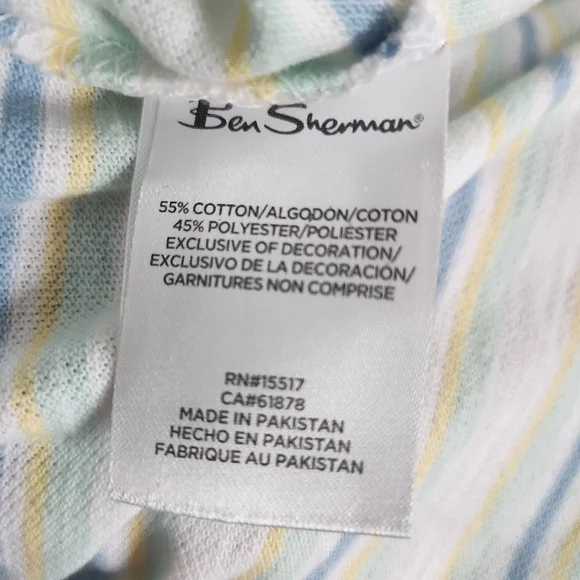 Ben Sherman®
55% COTTON/ALGODÓN/COTON
45% POLYESTER/POLIÉSTER
EXCLUSIVE OF DECORATION/
EXCLUSIVO DE LA DECORACIÓN/
GARNITURES NON COMPRISE
RN#15517
CA#61878
MADE IN PAKISTAN
HECHO EN PAKISTAN
FABRIQUE AU PAKISTAN